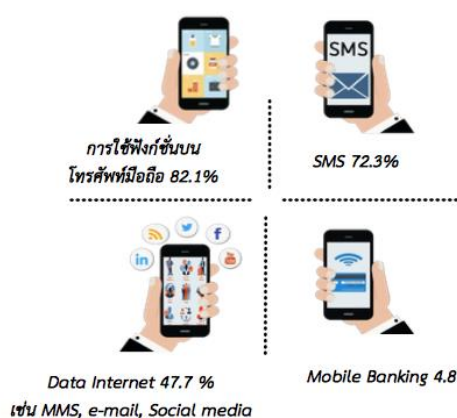 SMS
การใช้ฟังก์ชั่นบน
โทรศัพท์มือถือ 82.1%
SMS 72.3%
in
f
You
Data Internet 47.7 %
เช่น MMS, e-mail, Social media
Mobile Banking 4.8